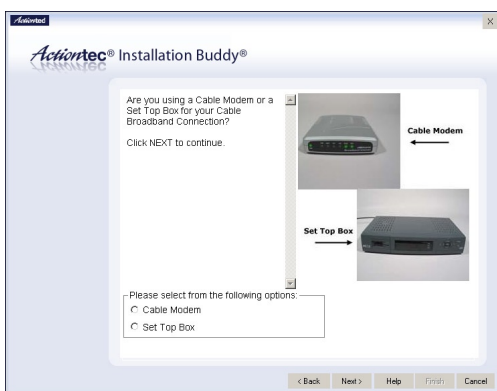 Actiontec
X
Actiontec® Installation Buddy®
Are you using a Cable Modem or a
Set Top Box for your Cable
Broadband Connection?
Click NEXT to continue.
Cable Modem
Set Top Box
Please select from the following options:
Cable Modem
Set Top Box
< Back Next > Help Finish Cancel